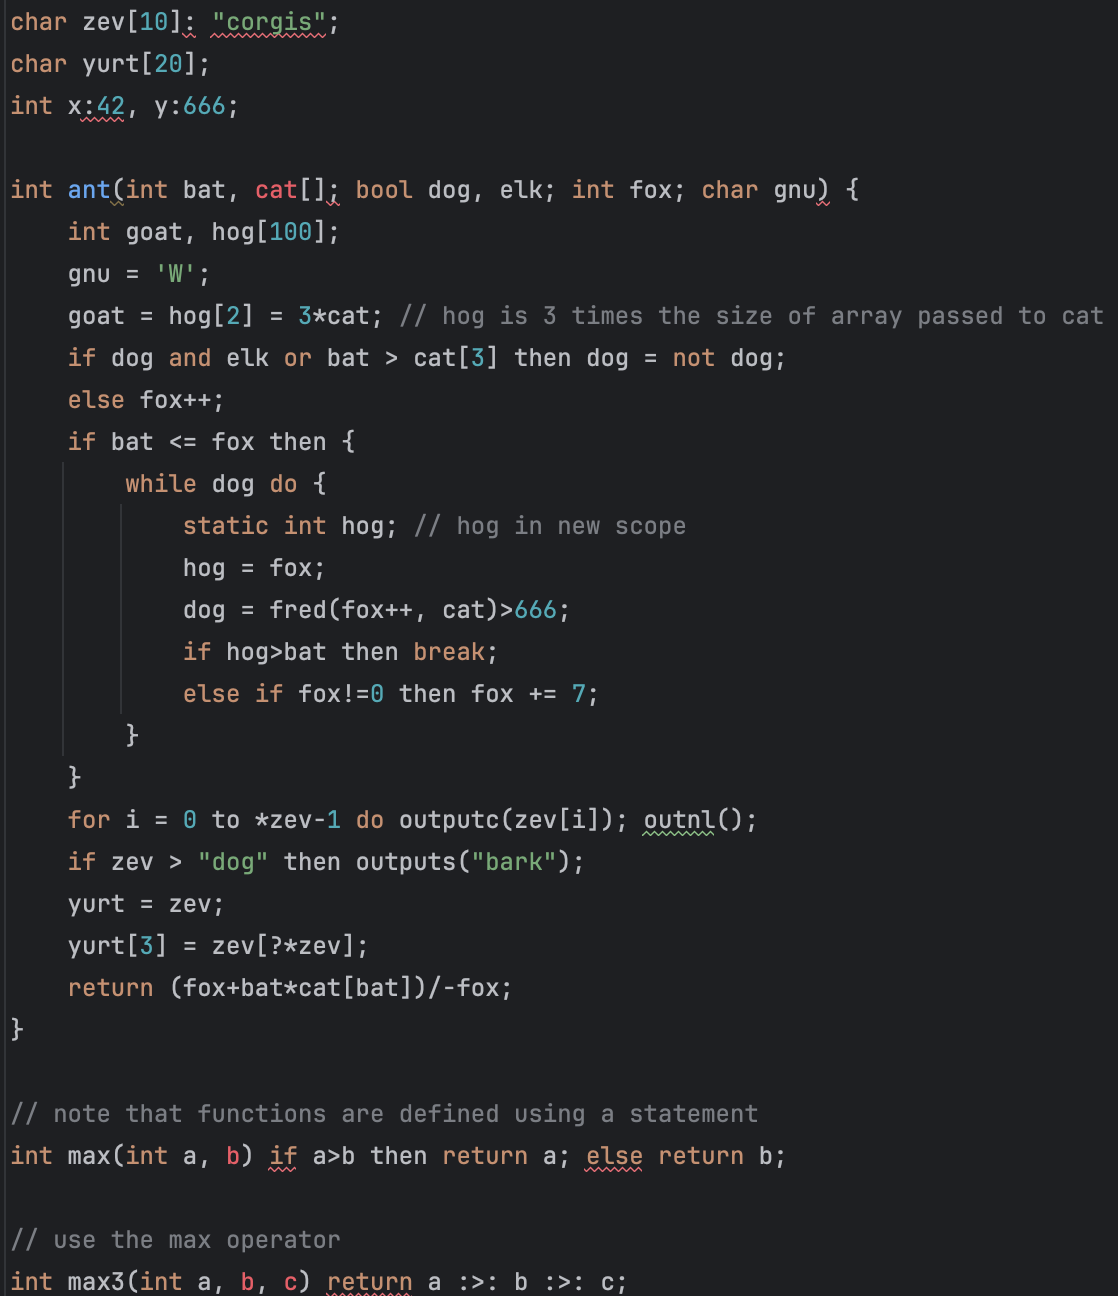 char zev[10]: "corgis";
char yurt[20];
int x:42, y:666;
int ant(int bat, cat[]; bool dog, elk; int fox; char gnu) {
int goat, hog[100];
gnu = 'W';
goat = hog[2] = 3*cat; // hog is 3 times the size of array passed to cat
if dog and elk or bat > cat[3] then dog = not dog;
else fox++;
if bat <= fox then {
while dog do {
static int hog; // hog in new scope
hog = fox;
dog = fred(fox++, cat)>666;
if hog>bat then break;
else if fox!=0 then fox += 7;
}
}
for i = 0 to *zev-1 do outputc(zev[i]); outnl();
if zev > "dog" then outputs("bark");
yurt = zev;
yurt[3] = zev[?*zev];
return (fox+bat*cat[bat])/-fox;
}
// note that functions are defined using a statement
int max(int a, b) if a>b then return a; else return b;
// use the max operator
int max3(int a, b, c) return a :>: b :>: c;